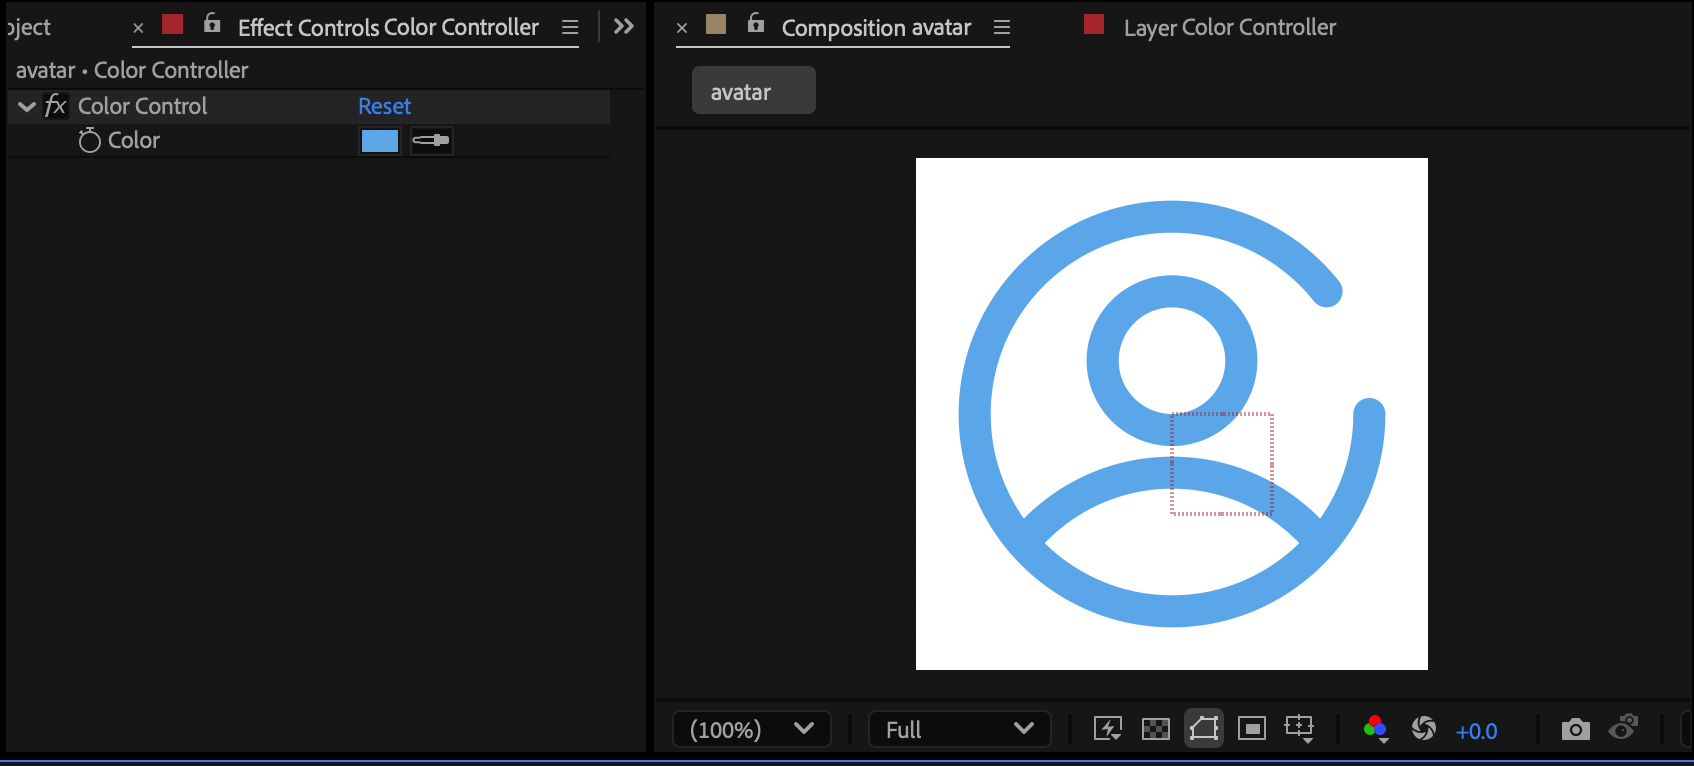 oject
× Effect Controls Color Controller
avatar • Color Controller
fx Color Control Reset
Color
× Composition avatar
Layer Color Controller
avatar
(100%)
Full
+0.0